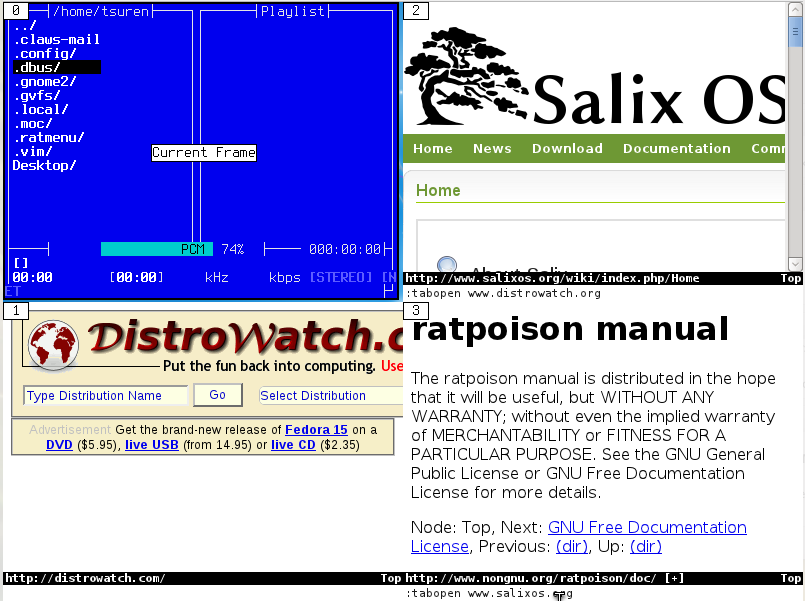 0 /home/tsuren Playlist
../
.claws-mail
.config/
.dbus/
.gnome2/
.gvfs/
.local/
.moc/
.ratmenu/
.vim/
Desktop/
Current Frame
PCM 74% 000:00:00
[]
00:00 [00:00] kHz kbps [STEREO] [N
ET
2
Salix OS
Home News Download Documentation Comm
Home
About Salix
http://www.salixos.org/wiki/index.php/Home Top
:tabopen www.distrowatch.org
1
DistroWatch.c
Put the fun back into computing. Use
Type Distribution Name Go Select Distribution
Advertisement Get the brand-new release of Fedora 15 on a
DVD ($5.95), live USB (from 14.95) or live CD ($2.35)
http://distrowatch.com/ Top
3
ratpoison manual
The ratpoison manual is distributed in the hope
that it will be useful, but WITHOUT ANY
WARRANTY; without even the implied warranty
of MERCHANTABILITY or FITNESS FOR A
PARTICULAR PURPOSE. See the GNU General
Public License or GNU Free Documentation
License for more details.
Node: Top, Next: GNU Free Documentation
License, Previous: (dir), Up: (dir)
http://www.nongnu.org/ratpoison/doc/ [+] Top
:tabopen www.salixos.org